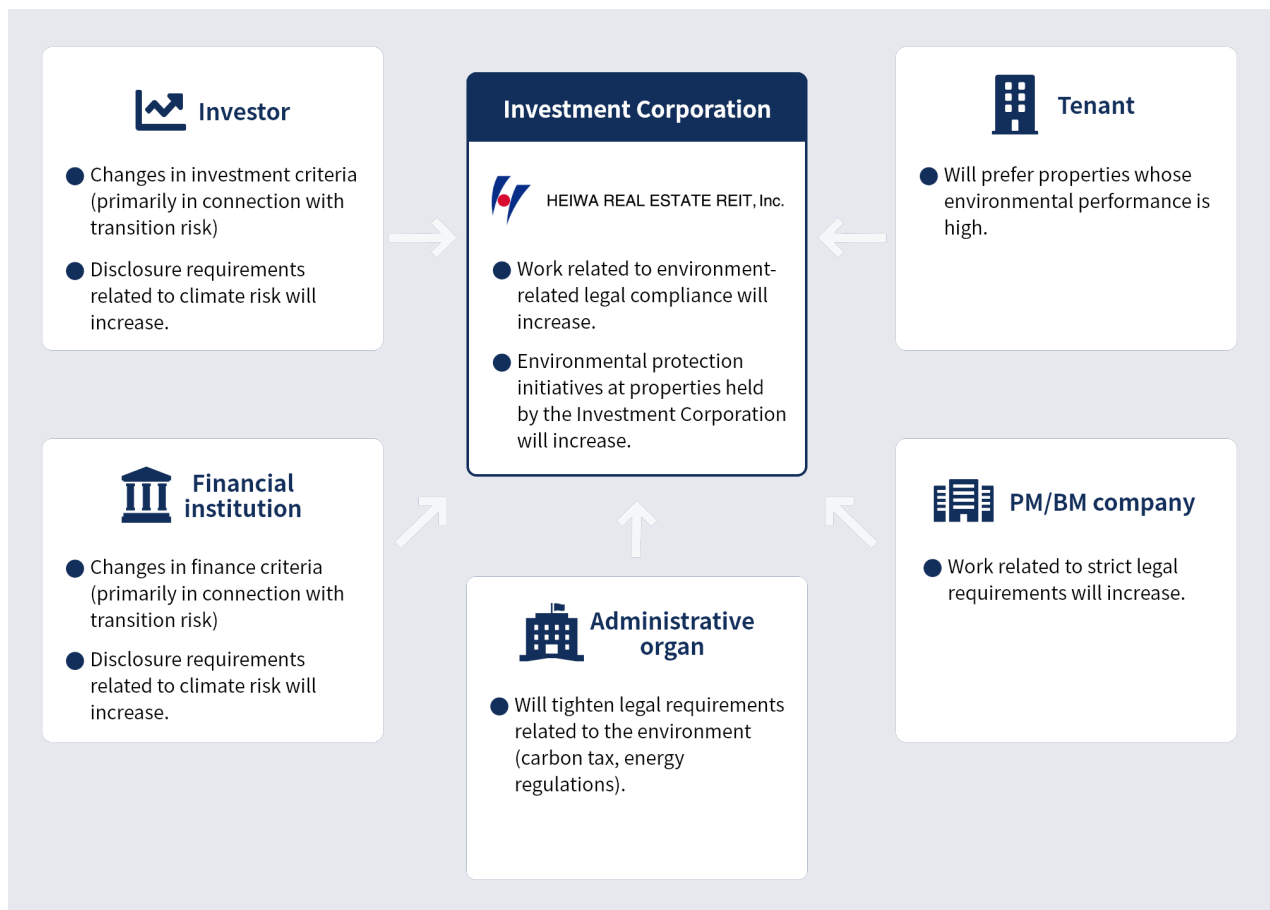 Investor
Changes in investment criteria
(primarily in connection with
transition risk)
Disclosure requirements
related to climate risk will
increase.
Investment Corporation
HEIWA REAL ESTATE REIT, Inc.
Work related to environment-
related legal compliance will
increase.
Environmental protection
initiatives at properties held
by the Investment Corporation
will increase.
Tenant
Will prefer properties whose
environmental performance is
high.
Financial
institution
Changes in finance criteria
(primarily in connection with
transition risk)
Disclosure requirements
related to climate risk will
increase.
Administrative
organ
Will tighten legal requirements
related to the environment
(carbon tax, energy
regulations).
PM/BM company
Work related to strict legal
requirements will increase.